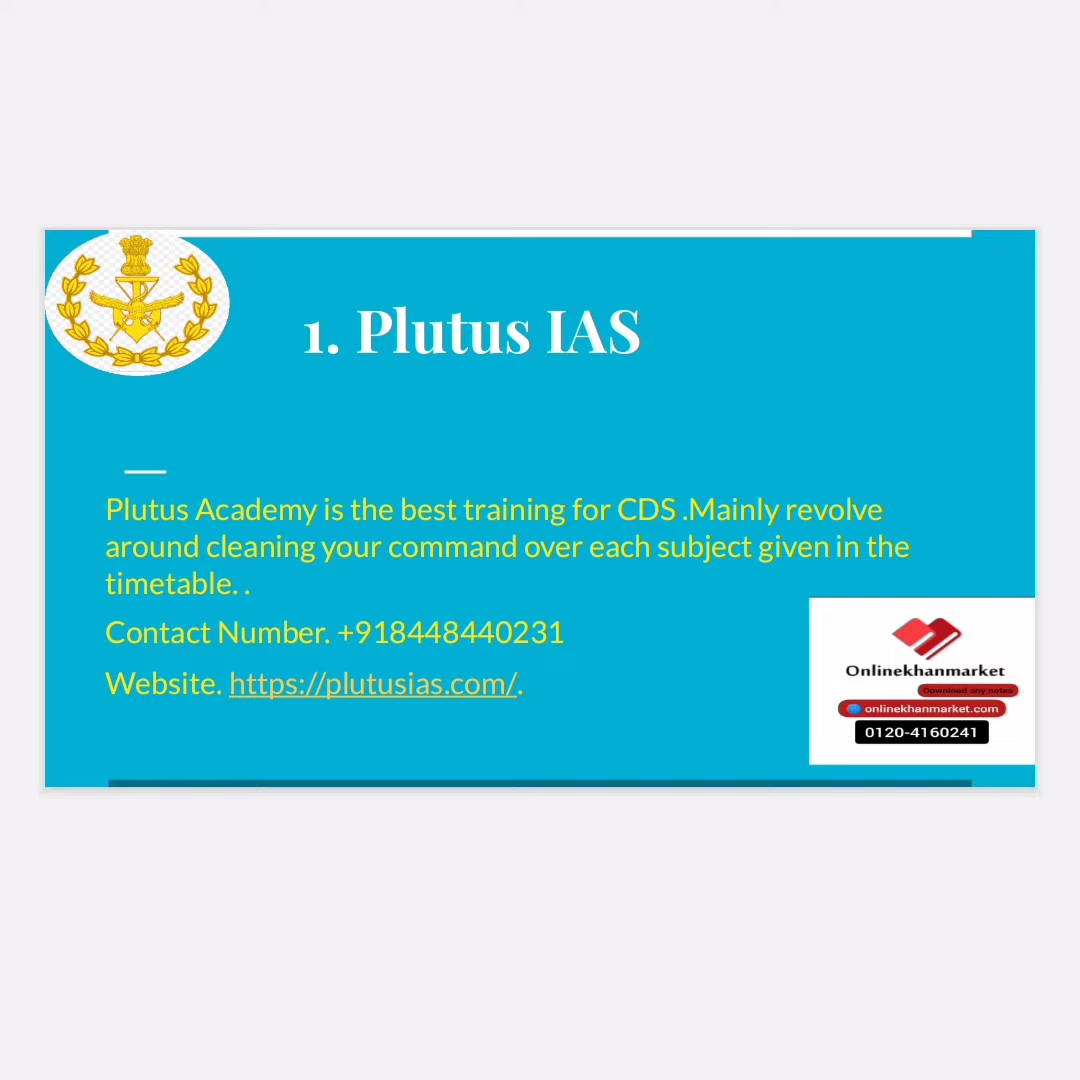 1. Plutus IAS
Plutus Academy is the best training for CDS .Mainly revolve
around cleaning your command over each subject given in the
timetable. .
Contact Number. +918448440231
Website. https://plutusias.com/.
Onlinekhanmarket
Download any notes
onlinekhanmarket.com
0120-4160241